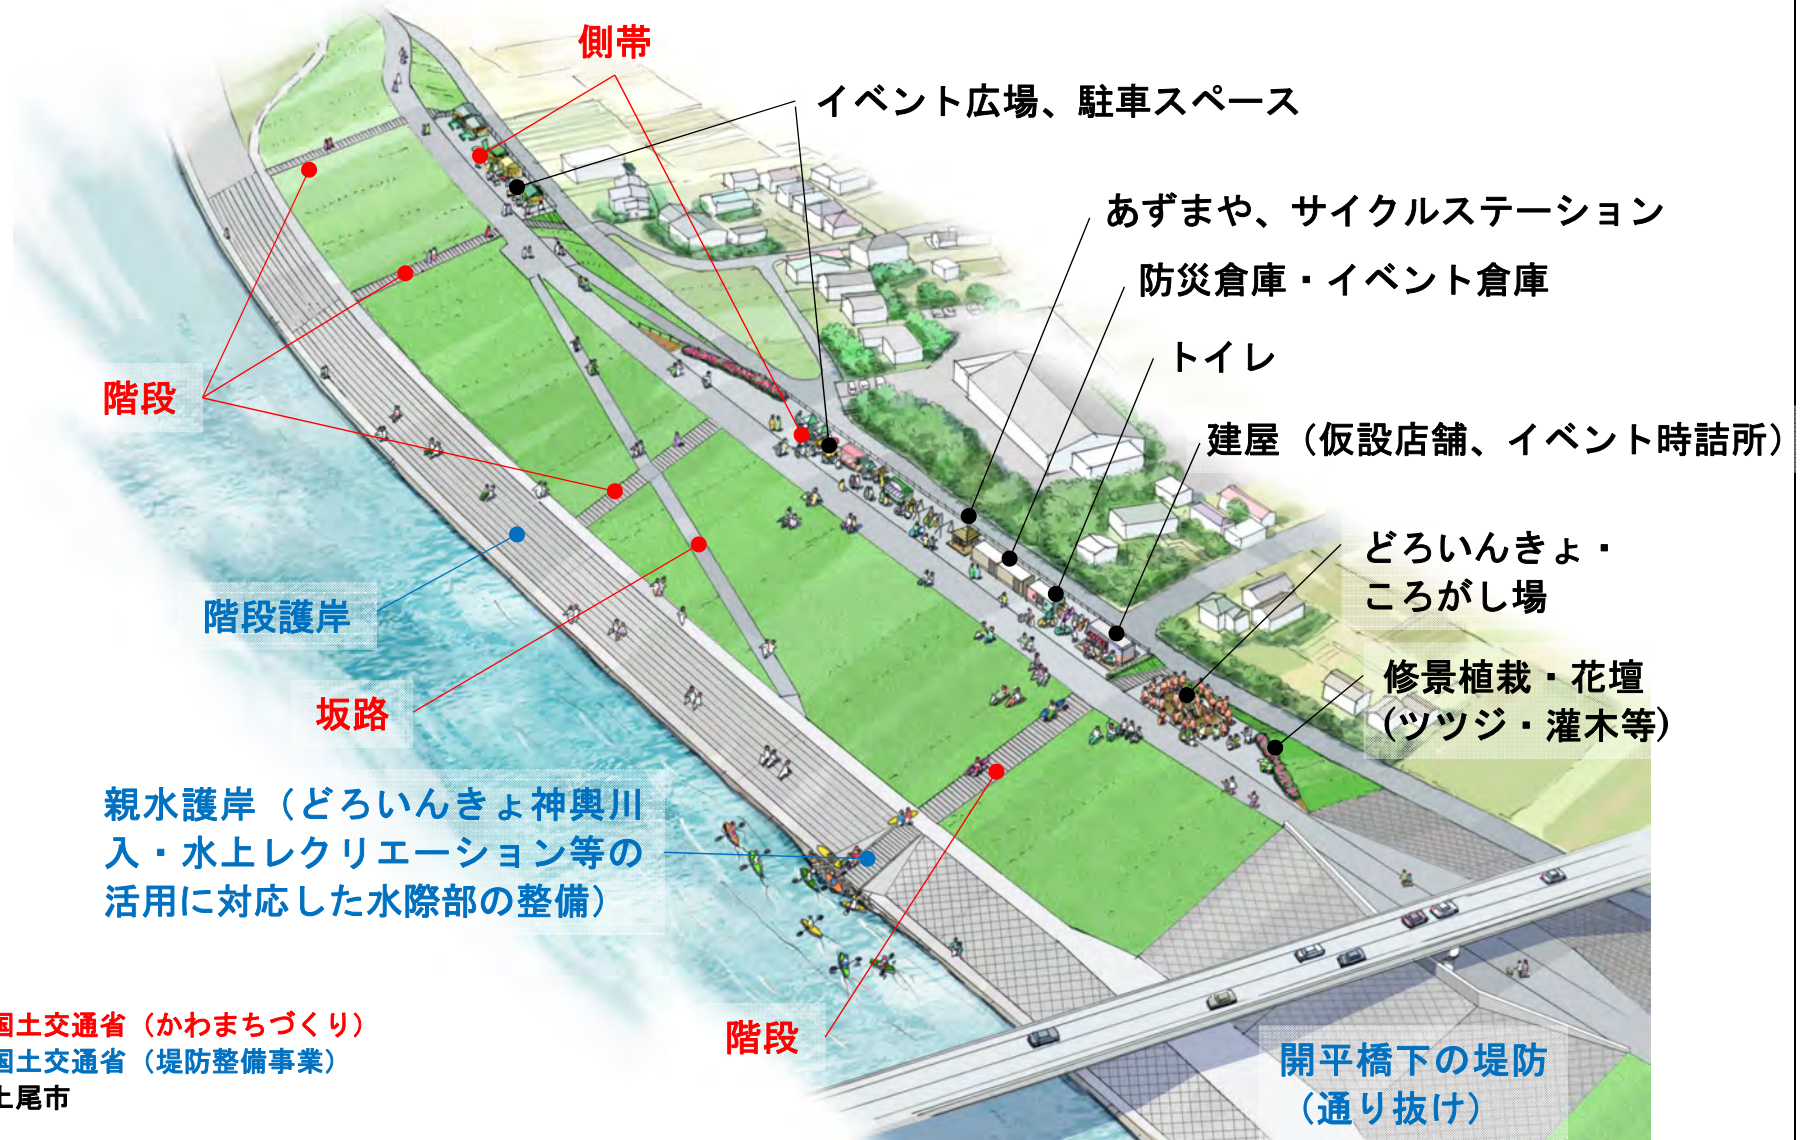 側帯
イベント広場、駐車スペース
あずまや、サイクルステーション
防災倉庫・イベント倉庫
トイレ
建屋（仮設店舗、イベント時詰所）
どろいんきょ・
ころがし場
修景植栽・花壇
（ツツジ・灌木等）
階段
階段護岸
坂路
親水護岸（どろいんきょ神輿川
入・水上レクリエーション等の
活用に対応した水際部の整備）
階段
開平橋下の堤防
（通り抜け）
国土交通省（かわまちづくり）
国土交通省（堤防整備事業）
上尾市